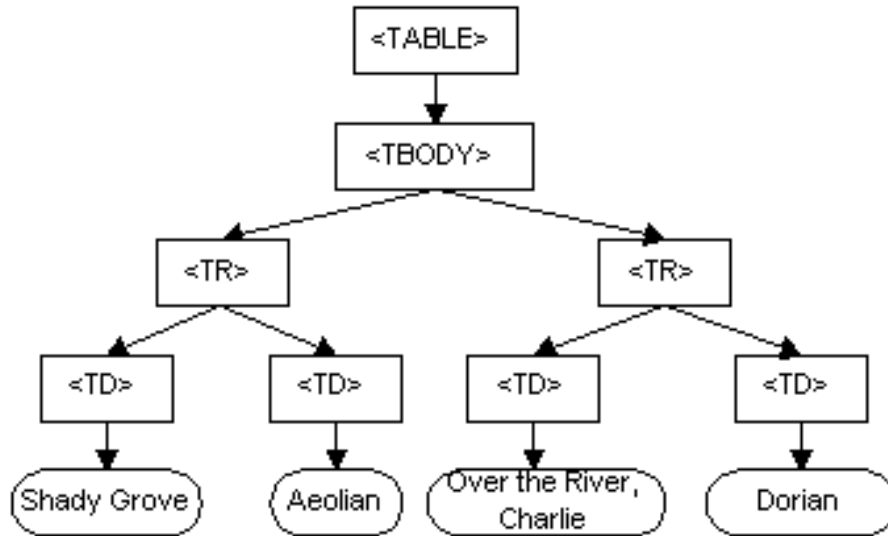 <TABLE>
<TBODY>
<TR>
<TR>
<TD>
<TD>
<TD>
<TD>
Shady Grove
Aeolian
Over the River,
Charlie
Dorian